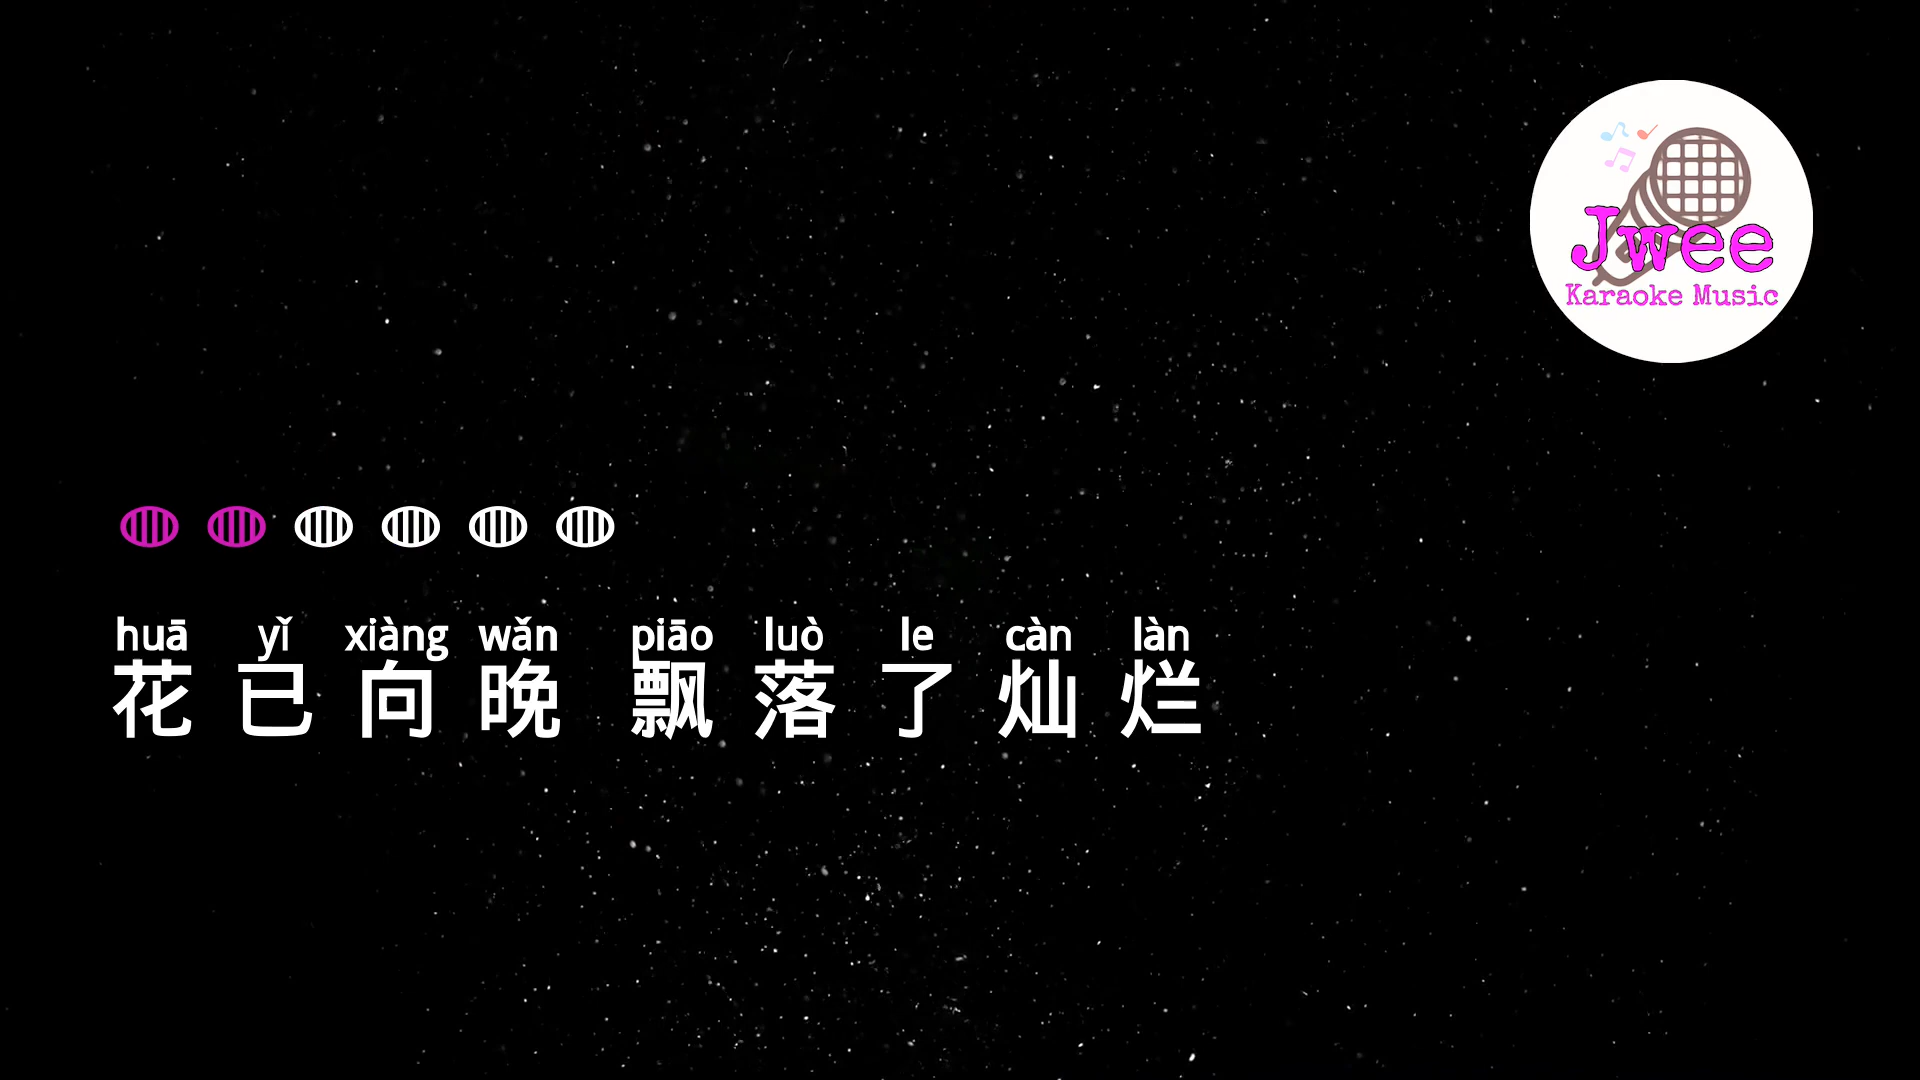 Jwee
Karaoke Music
huā yǐ xiàng wǎn piāo luò le càn làn
花 已 向 晚 飘 落 了 灿 烂